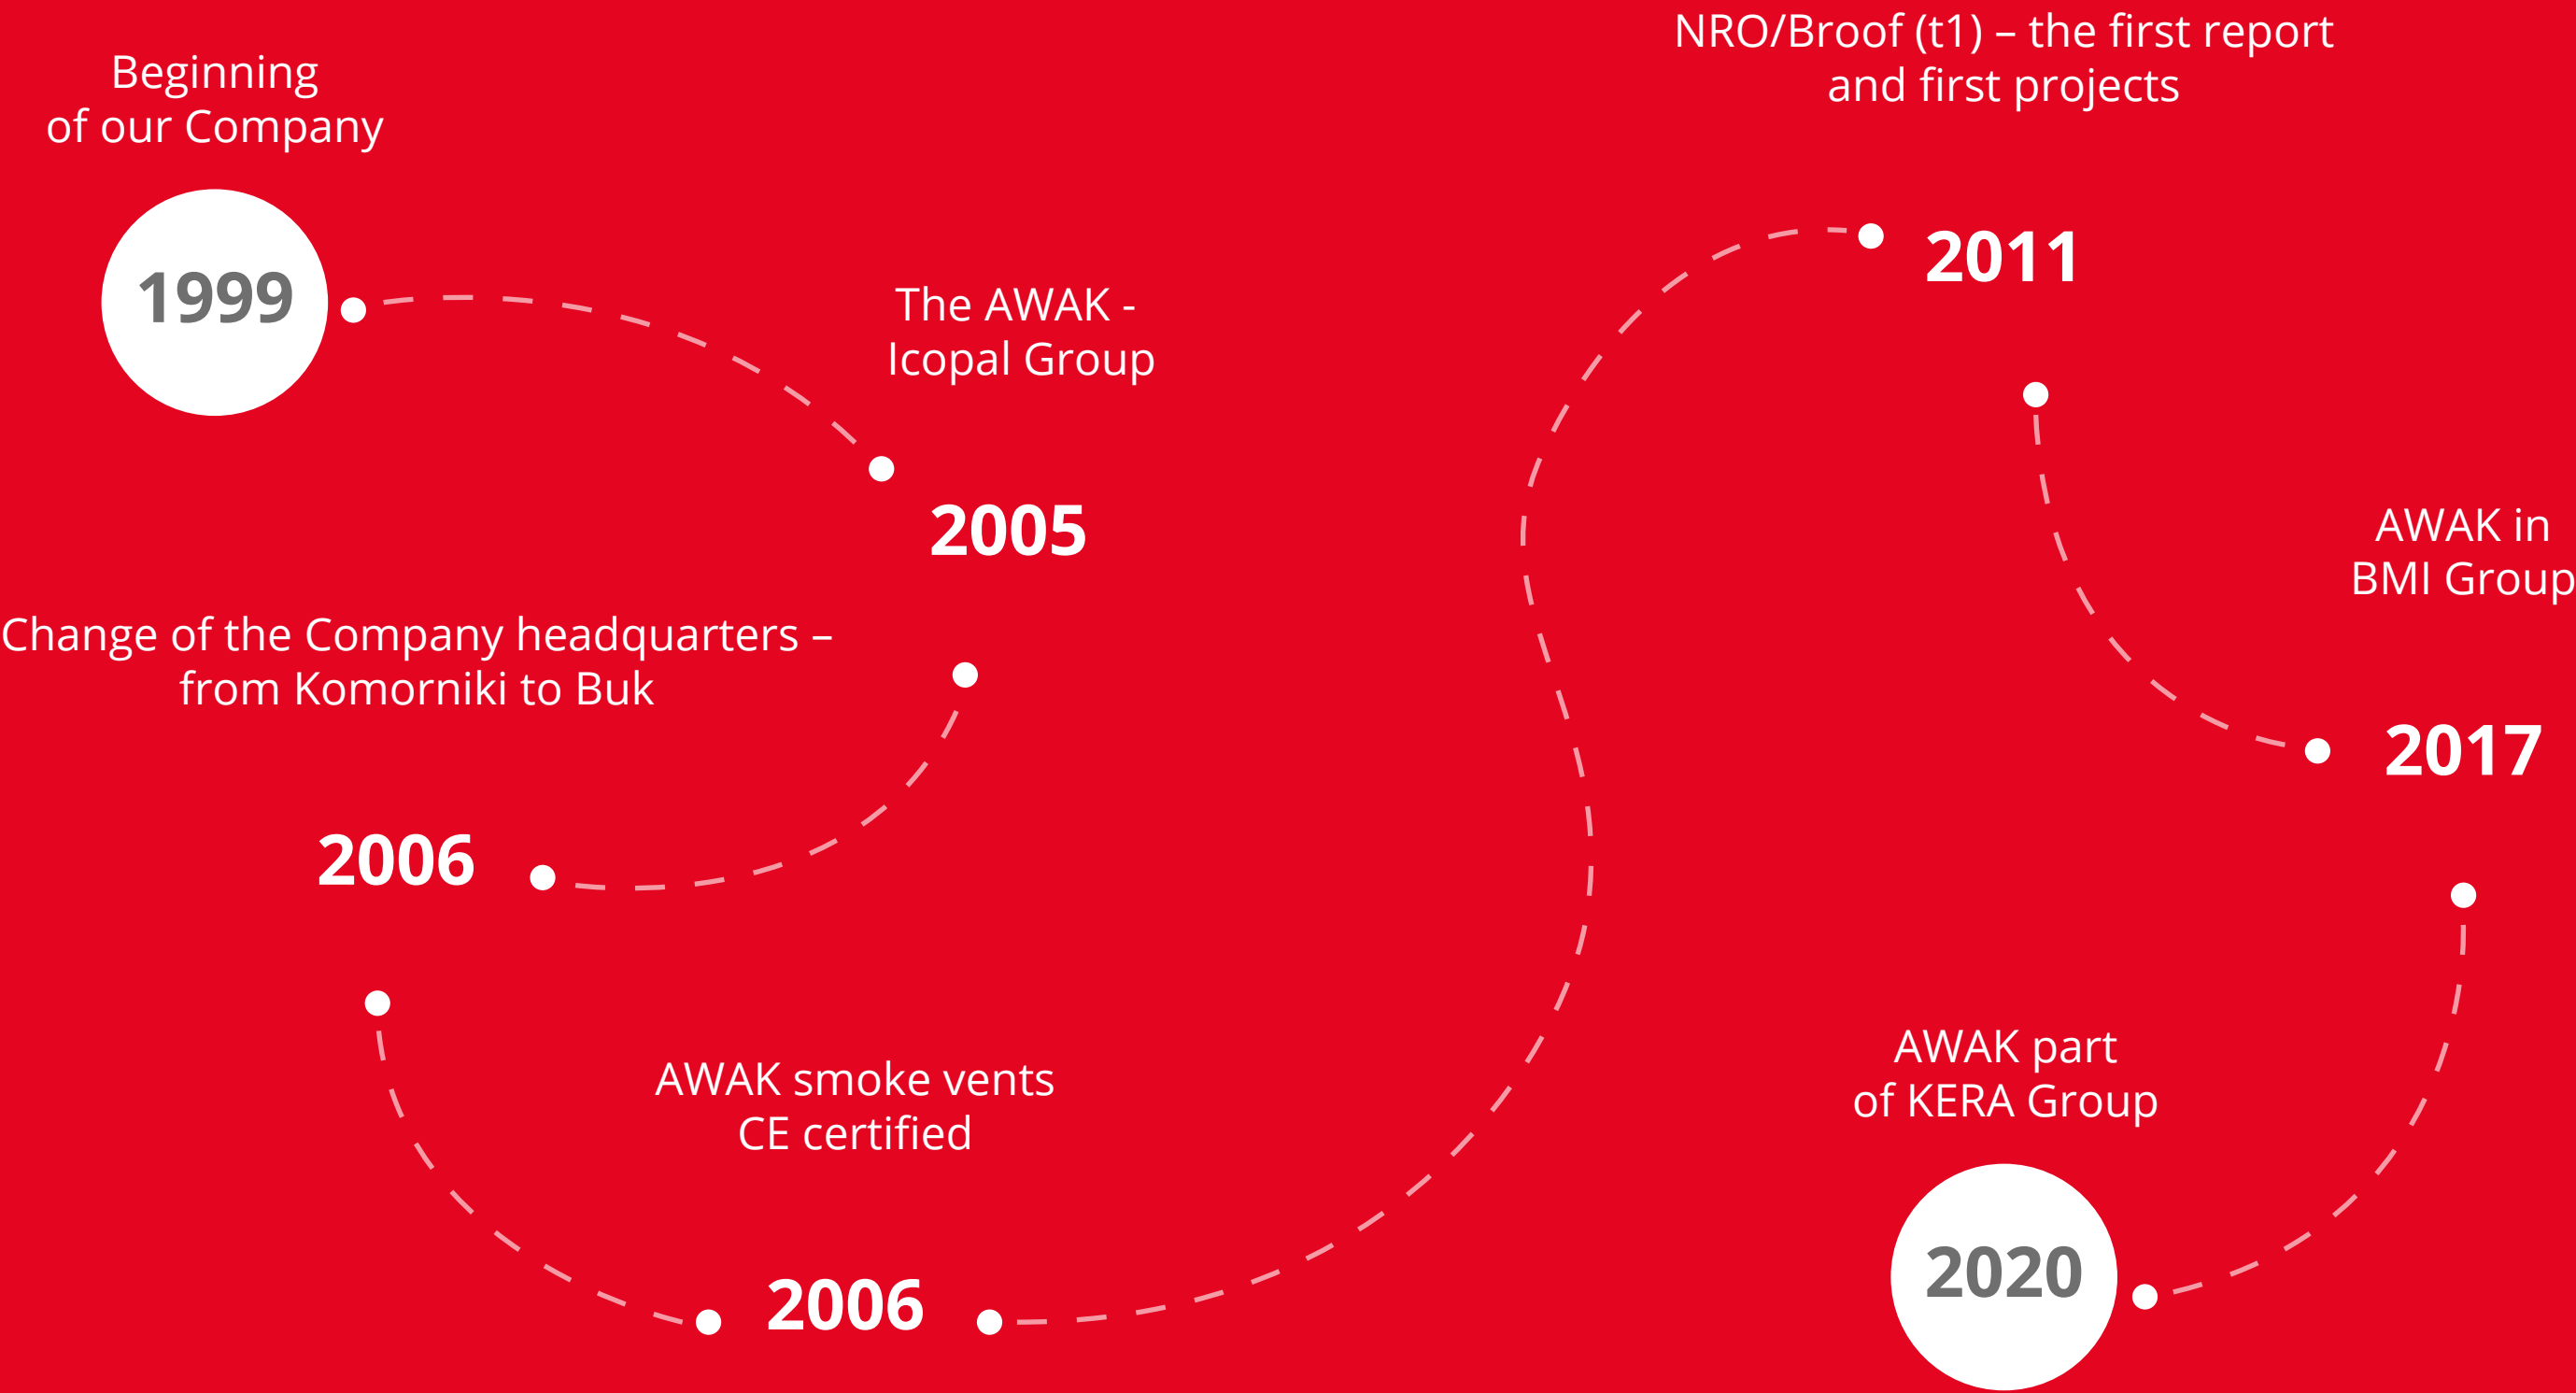 Beginning
of our Company
1999
The AWAK -
Icopal Group
2005
Change of the Company headquarters –
from Komorniki to Buk
2006
AWAK smoke vents
CE certified
2006
NRO/Broof (t1) – the first report
and first projects
2011
AWAK in
BMI Group
2017
AWAK part
of KERA Group
2020